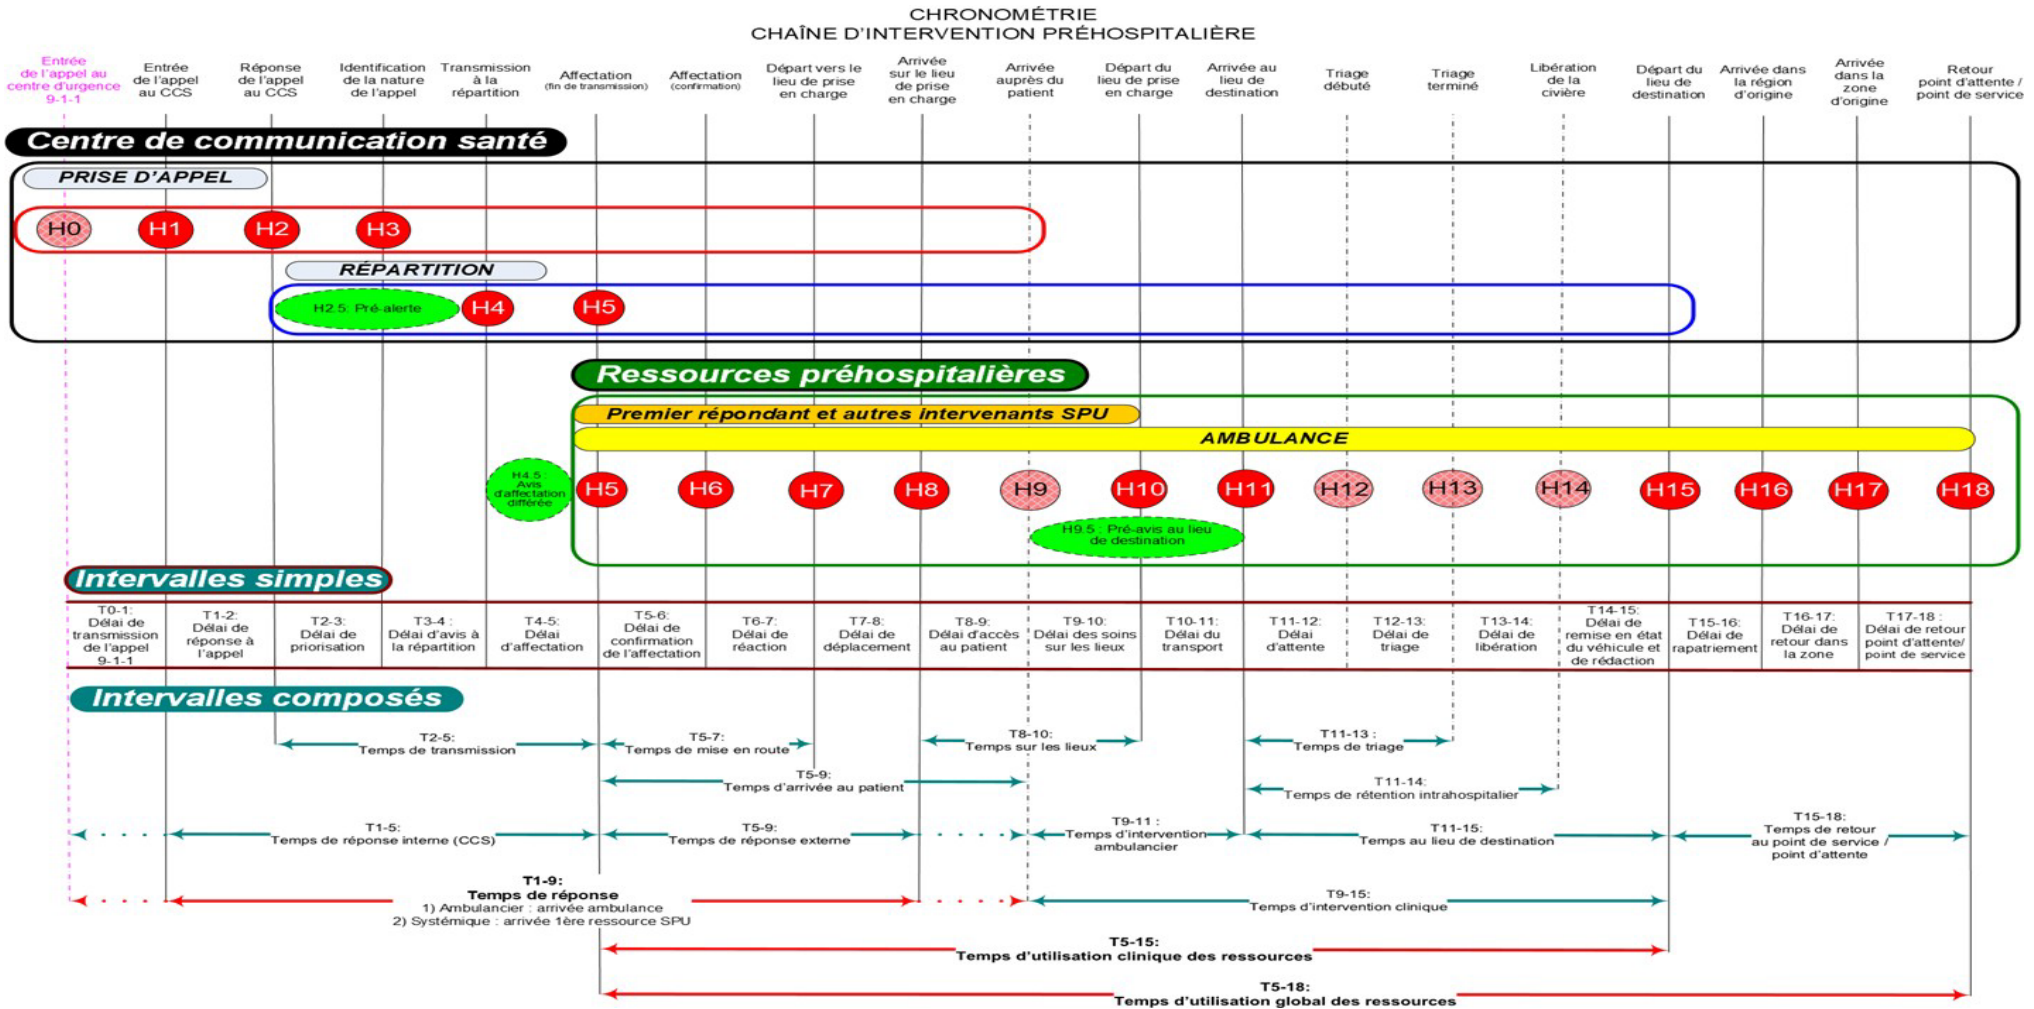 CHRONOMÉTRIE
CHAÎNE D'INTERVENTION PRÉHOSPITALIÈRE
Entrée
de l'appel au
centre d'urgence
9-1-1
Entrée
de l'appel
au CCS
Réponse
de l'appel
au CCS
Identification
de la nature
de l'appel
Transmission
à la
répartition
Affectation
(fin de transmission)
Affectation
(confirmation)
Départ vers le
lieu de prise
en charge
Arrivée
sur le lieu
de prise
en charge
Arrivée
auprès du
patient
Départ du
lieu de prise
en charge
Arrivée au
lieu de
destination
Triage
débuté
Triage
terminé
Libération
de la
civière
Départ du
lieu de
destination
Arrivée dans
la région
d'origine
Arrivée
dans la
zone
d'origine
Retour
point d'attente /
point de service
Centre de communication santé
PRISE D'APPEL
H0
H1
H2
H3
RÉPARTITION
H2.5: Pré-alerte
H4
H5
Ressources préhospitalières
Premier répondant et autres intervenants SPU
AMBULANCE
H4.5 :
Avis
d'affectation
différée
H5
H6
H7
H8
H9
H10
H11
H12
H13
H14
H15
H16
H17
H18
H9.5 : Pré-avis au lieu
de destination
Intervalles simples
T0-1:
Délai de
transmission
de l'appel
9-1-1
T1-2:
Délai de
réponse à
l'appel
T2-3:
Délai de
priorisation
T3-4 :
Délai d'avis à
la répartition
T4-5:
Délai
d'affectation
T5-6:
Délai de
confirmation
de l'affectation
T6-7:
Délai de
réaction
T7-8:
Délai de
déplacement
T8-9:
Délai d'accès
au patient
T9-10:
Délai des soins
sur les lieux
T10-11:
Délai du
transport
T11-12:
Délai
d'attente
T12-13:
Délai de
triage
T13-14:
Délai de
libération
T14-15:
Délai de
remise en état
du véhicule et
de rédaction
T15-16:
Délai de
rapatriement
T16-17:
Délai de
retour dans
la zone
T17-18 :
Délai de retour
point d'attente/
point de service
Intervalles composés
T2-5:
Temps de transmission
T5-7:
Temps de mise en route
T8-10:
Temps sur les lieux
T11-13 :
Temps de triage
T5-9:
Temps d'arrivée au patient
T11-14:
Temps de rétention intrahospitalier
T1-5:
Temps de réponse interne (CCS)
T5-9:
Temps de réponse externe
T9-11 :
Temps d'intervention
ambulancier
T11-15:
Temps au lieu de destination
T15-18:
Temps de retour
au point de service /
point d'attente
T1-9:
Temps de réponse
1) Ambulancier : arrivée ambulance
2) Systémique : arrivée 1ère ressource SPU
T9-15:
Temps d'intervention clinique
T5-15:
Temps d'utilisation clinique des ressources
T5-18:
Temps d'utilisation global des ressources